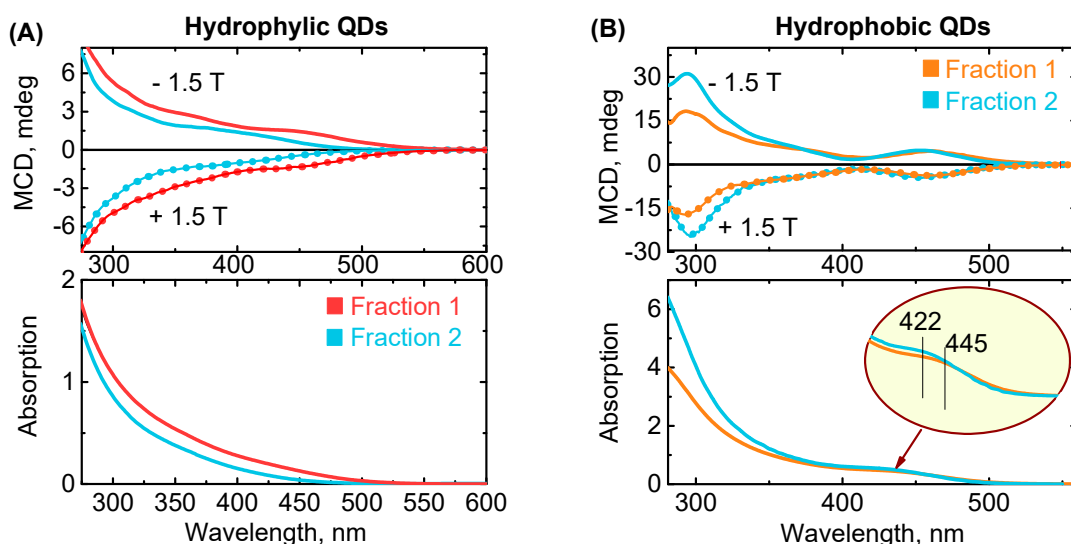 (A)
Hydrophylic QDs
6
3
0
-3
-6
MCD, mdeg
- 1.5 T
+ 1.5 T
300 350 400 450 500 550 600
2
1
0
Absorption
Fraction 1
Fraction 2
300 350 400 450 500 550 600
Wavelength, nm
(B)
Hydrophobic QDs
30
15
0
-15
-30
MCD, mdeg
- 1.5 T
+ 1.5 T
Fraction 1
Fraction 2
300 400 500
6
4
2
0
Absorption
422
445
300 400 500
Wavelength, nm